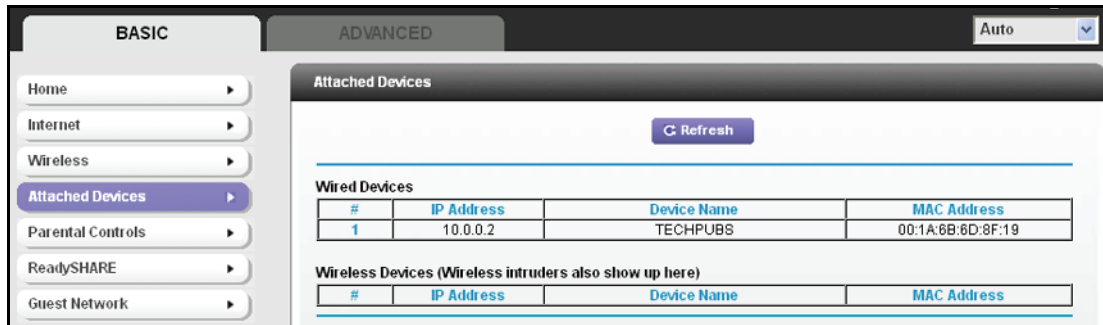 BASIC
ADVANCED
Auto
Home
Internet
Wireless
Attached Devices
Parental Controls
ReadySHARE
Guest Network
Attached Devices
Refresh
Wired Devices
# IP Address Device Name MAC Address
1 10.0.0.2 TECHPUBS 00:1A:6B:6D:8F:19
Wireless Devices (Wireless intruders also show up here)
# IP Address Device Name MAC Address